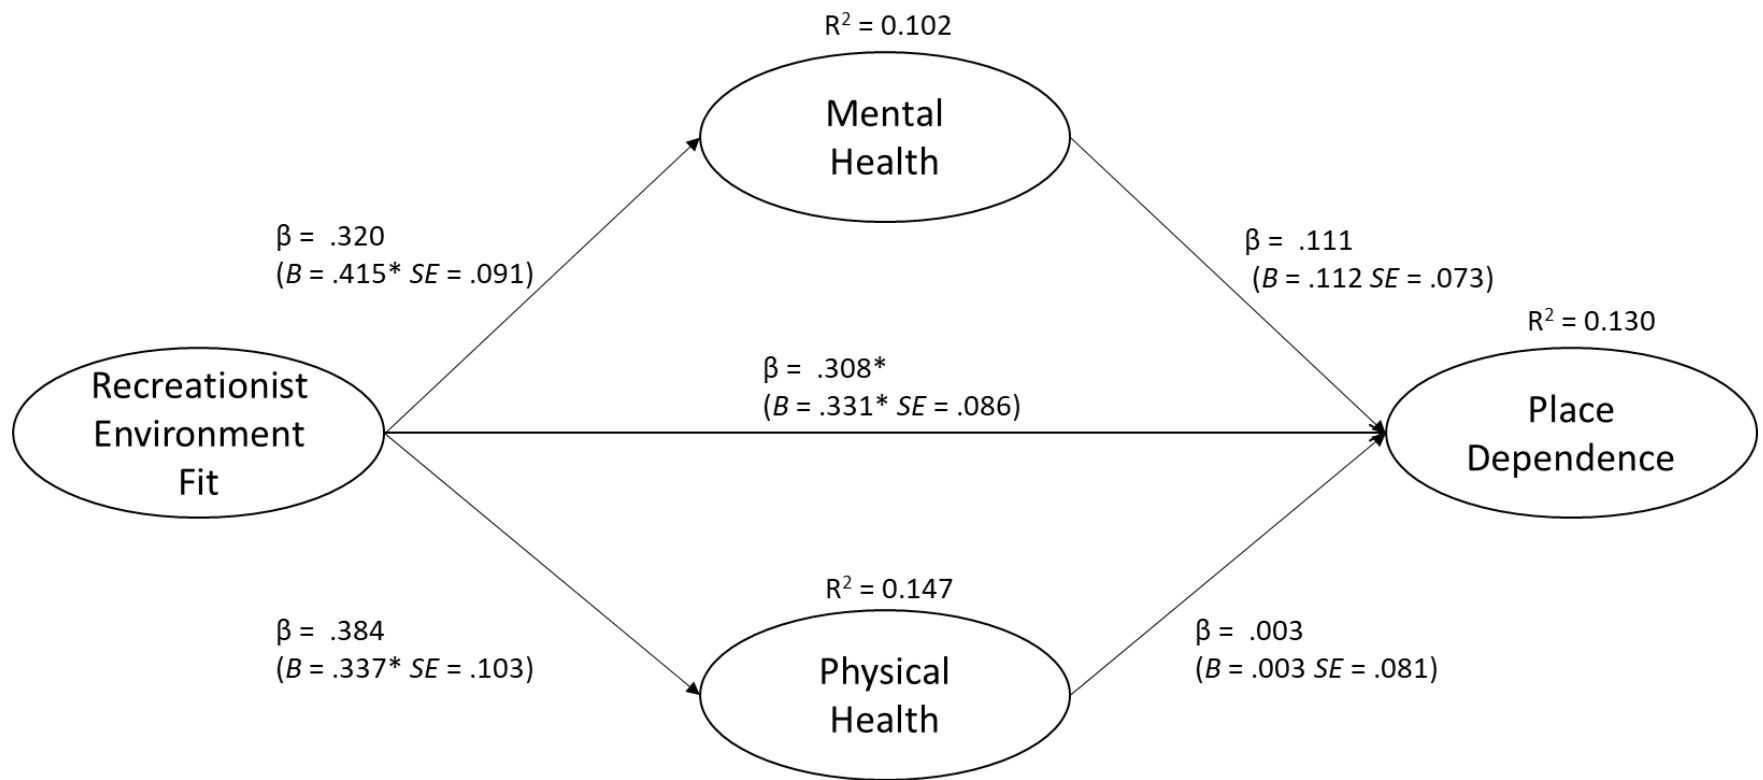 R² = 0.102
Mental
Health
β = .320
(B = .415* SE = .091)
β = .111
(B = .112 SE = .073)
R² = 0.130
β = .308*
(B = .331* SE = .086)
Recreationist
Environment
Fit
Place
Dependence
R² = 0.147
β = .384
(B = .337* SE = .103)
β = .003
(B = .003 SE = .081)
Physical
Health